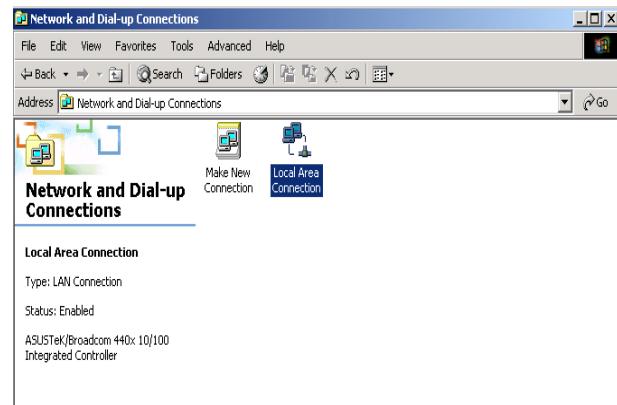 Network and Dial-up Connections
File Edit View Favorites Tools Advanced Help
Back Search Folders
Address Network and Dial-up Connections Go
Make New Connection
Local Area Connection
Network and Dial-up
Connections
Local Area Connection
Type: LAN Connection
Status: Enabled
ASUSTeK/Broadcom 440x 10/100
Integrated Controller